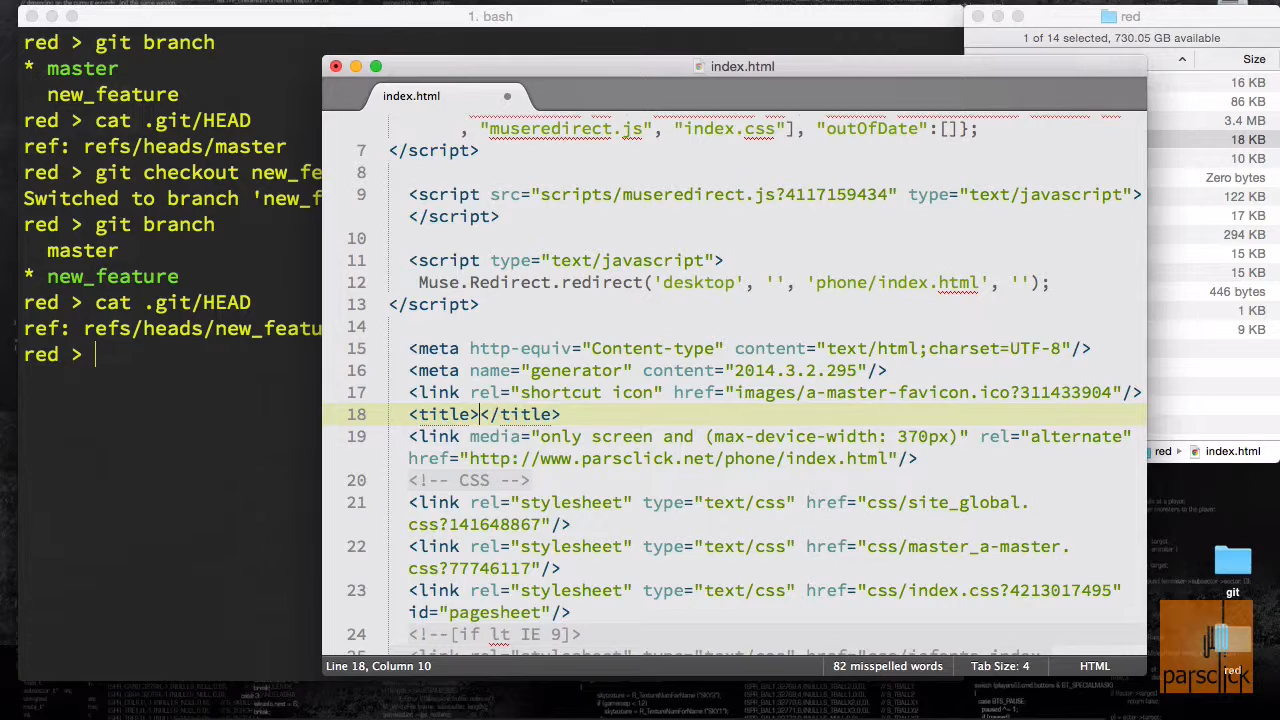 1. bash
red > git branch
* master
new_feature
red > cat .git/HEAD
ref: refs/heads/master
red > git checkout new_fe
Switched to branch 'new_f
red > git branch
master
* new_feature
red > cat .git/HEAD
ref: refs/heads/new_featu
red >
index.html
index.html
, "museredirect.js", "index.css"], "outOfDate":[]};
7 </script>
8
9 <script src="scripts/museredirect.js?4117159434" type="text/javascript">
</script>
10
11 <script type="text/javascript">
12 Muse.Redirect.redirect('desktop', '', 'phone/index.html', '');
13 </script>
14
15 <meta http-equiv="Content-type" content="text/html;charset=UTF-8"/>
16 <meta name="generator" content="2014.3.2.295"/>
17 <link rel="shortcut icon" href="images/a-master-favicon.ico?311433904"/>
18 <title></title>
19 <link media="only screen and (max-device-width: 370px)" rel="alternate"
href="http://www.parsclick.net/phone/index.html"/>
20 <!-- CSS -->
21 <link rel="stylesheet" type="text/css" href="css/site_global.
css?141648867"/>
22 <link rel="stylesheet" type="text/css" href="css/master_a-master.
css?77746117"/>
23 <link rel="stylesheet" type="text/css" href="css/index.css?4213017495"
id="pagesheet"/>
24 <!--[if lt IE 9]>
Line 18, Column 10
82 misspelled words
Tab Size: 4
HTML
red
1 of 14 selected, 730.05 GB available
Size
16 KB
86 KB
3.4 MB
18 KB
10 KB
Zero bytes
122 KB
17 KB
294 KB
15 KB
15 KB
446 bytes
1 KB
9 KB
red
index.html
git
red
parsclick